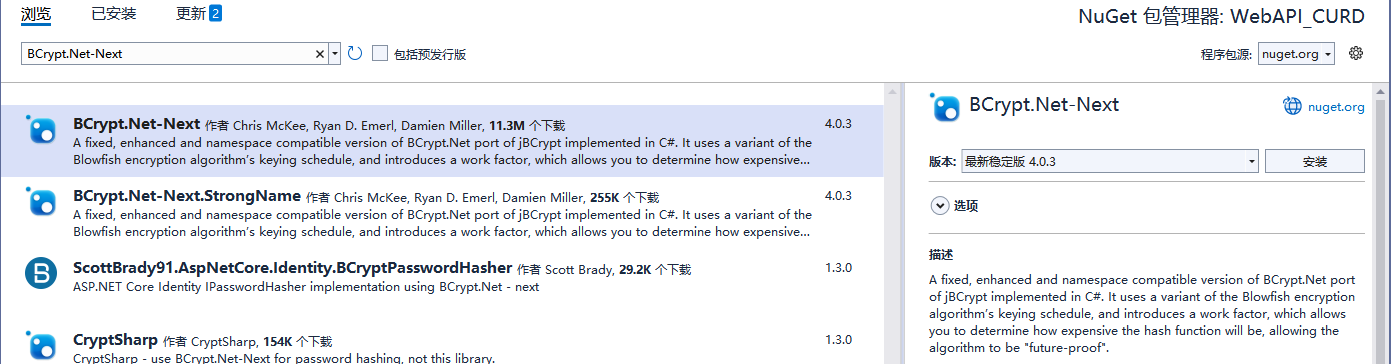 浏览 已安装 更新 2 NuGet 包管理器: WebAPI_CURD
BCrypt.Net-Next 包括预发行版 程序包源: nuget.org
BCrypt.Net-Next 作者 Chris McKee, Ryan D. Emerl, Damien Miller, 11.3M 个下载 4.0.3
A fixed, enhanced and namespace compatible version of BCrypt.Net port of jBCrypt implemented in C#. It uses a variant of the
Blowfish encryption algorithm’s keying schedule, and introduces a work factor, which allows you to determine how expensive...
BCrypt.Net-Next.StrongName 作者 Chris McKee, Ryan D. Emerl, Damien Miller, 255K 个下载 4.0.3
A fixed, enhanced and namespace compatible version of BCrypt.Net port of jBCrypt implemented in C#. It uses a variant of the
Blowfish encryption algorithm’s keying schedule, and introduces a work factor, which allows you to determine how expensive...
B
ScottBrady91.AspNetCore.Identity.BCryptPasswordHasher 作者 Scott Brady, 29.2K 个下载 1.3.0
ASP.NET Core Identity IPasswordHasher implementation using BCrypt.Net - next
CryptSharp 作者 CryptSharp, 154K 个下载 1.3.0
CryptSharp - use BCrypt.Net-Next for password hashing, not this library.
BCrypt.Net-Next nuget.org
版本: 最新稳定版 4.0.3 安装
选项
描述
A fixed, enhanced and namespace compatible version of BCrypt.Net port
of jBCrypt implemented in C#. It uses a variant of the Blowfish encryption
algorithm’s keying schedule, and introduces a work factor, which allows
you to determine how expensive the hash function will be, allowing the
algorithm to be "future-proof".